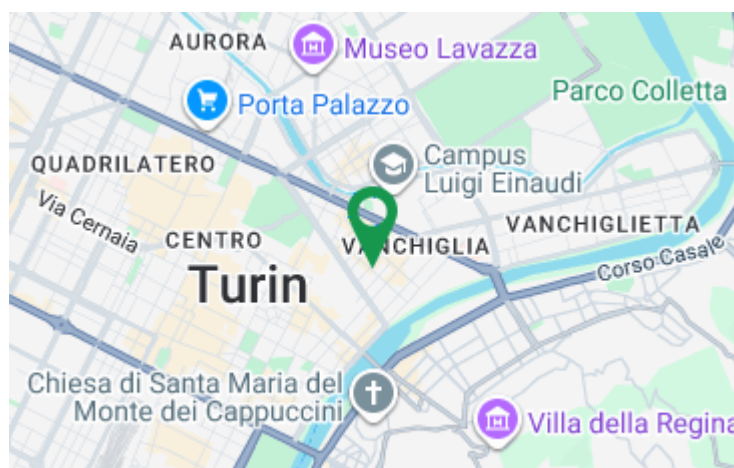 AURORA
Museo Lavazza
Parco Colletta
Porta Palazzo
QUADRILATERO
Campus
Luigi Einaudi
Via Cernaia
CENTRO
VANCHIGLIA
VANCHIGLIETTA
Corso Casale
Turin
Chiesa di Santa Maria del
Monte dei Cappuccini
Villa della Regina